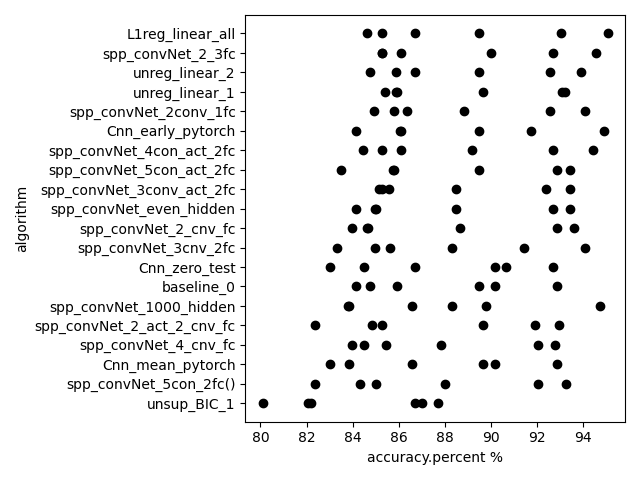 L1reg_linear_all
spp_convNet_2_3fc
unreg_linear_2
unreg_linear_1
spp_convNet_2conv_1fc
Cnn_early_pytorch
spp_convNet_4con_act_2fc
spp_convNet_5con_act_2fc
spp_convNet_3conv_act_2fc
spp_convNet_even_hidden
spp_convNet_2_cnv_fc
spp_convNet_3cnv_2fc
Cnn_zero_test
baseline_0
spp_convNet_1000_hidden
spp_convNet_2_act_2_cnv_fc
spp_convNet_4_cnv_fc
Cnn_mean_pytorch
spp_convNet_5con_2fc()
unsup_BIC_1
algorithm
80 82 84 86 88 90 92 94
accuracy.percent %